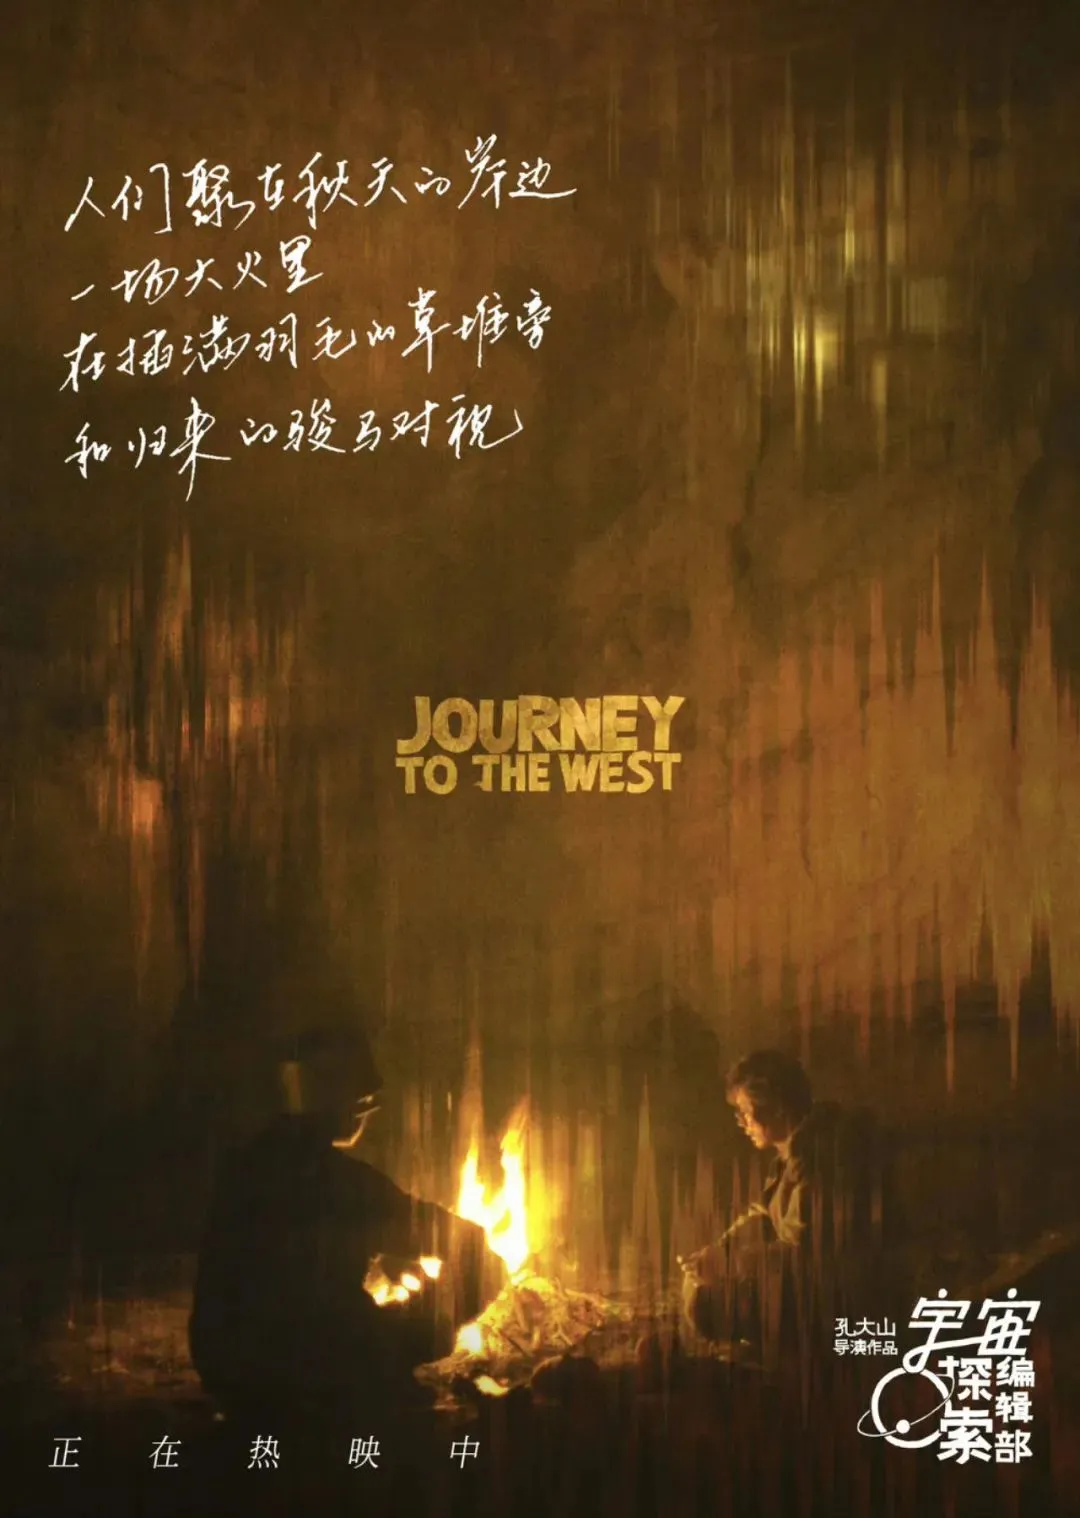 人们聚在秋天的岸边
一场大火里
在插满羽毛的草堆旁
和归来的骏马对视
JOURNEY
TO THE WEST
孔大山
导演作品
宇宙
探索
编辑部
正在热映中